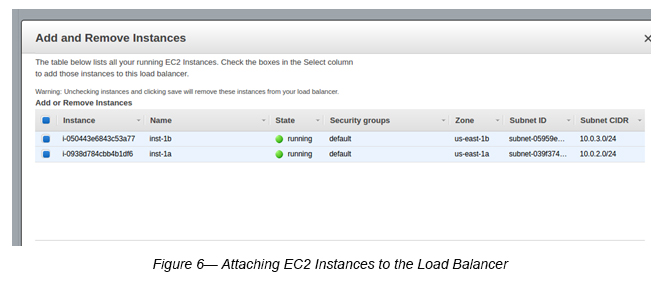 Add and Remove Instances
The table below lists all your running EC2 Instances. Check the boxes in the Select column
to add those instances to this load balancer.
Warning: Unchecking instances and clicking save will remove these instances from your load balancer.
Add or Remove Instances
Instance Name State Security groups Zone Subnet ID Subnet CIDR
i-050443e6843c53a77 inst-1b running default us-east-1b subnet-05959e... 10.0.3.0/24
i-0938d784cbb4b1df6 inst-1a running default us-east-1a subnet-039f374... 10.0.2.0/24
Figure 6— Attaching EC2 Instances to the Load Balancer